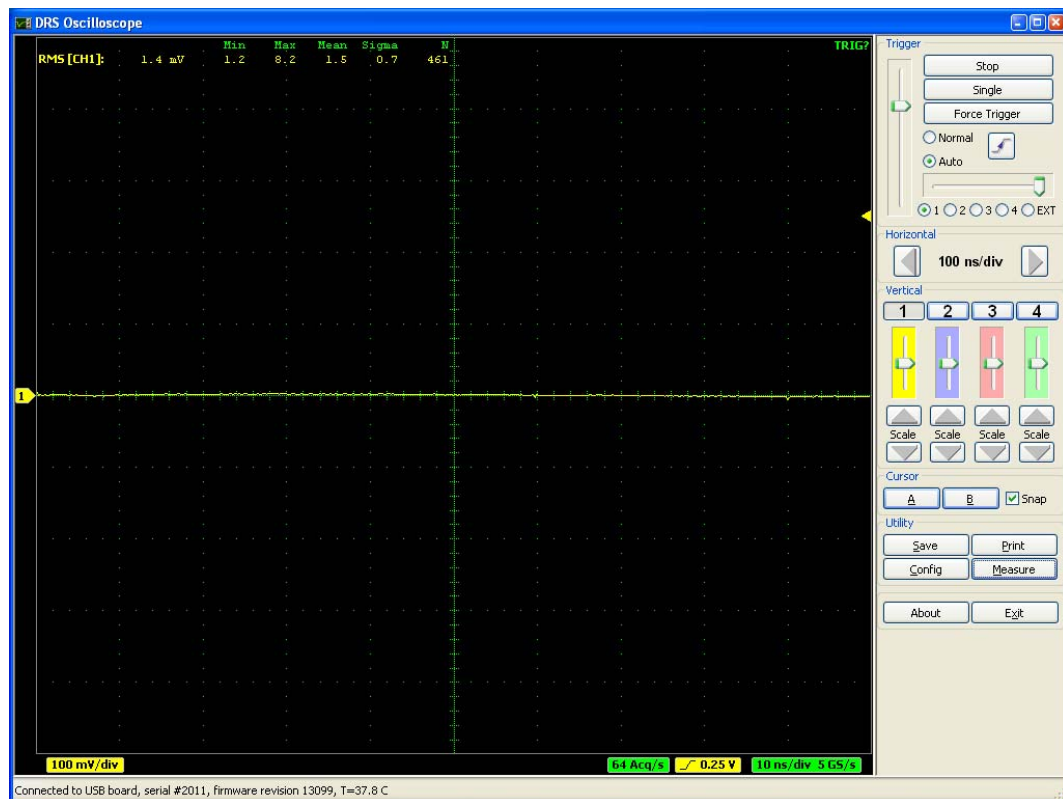 DRS Oscilloscope
Min Max Mean Sigma N
RMS [CH1]: 1.4 mV 1.2 8.2 1.5 0.7 461
TRIG?
1
100 mV/div
64 Acq/s
0.25 V
10 ns/div 5 GS/s
Trigger
Stop
Single
Force Trigger
Normal
Auto
1 2 3 4 EXT
Horizontal
100 ns/div
Vertical
1 2 3 4
Scale Scale Scale Scale
Cursor
A B Snap
Utility
Save Print
Config Measure
About Exit
Connected to USB board, serial #2011, firmware revision 13099, T=37.8 C